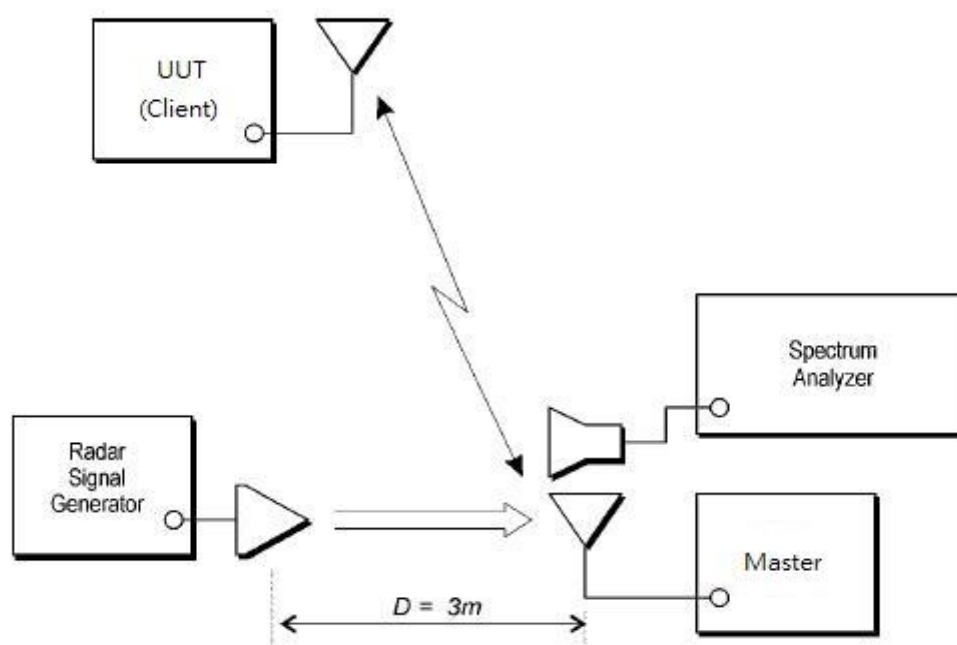 UUT
(Client)
Spectrum
Analyzer
Radar
Signal
Generator
Master
D = 3m